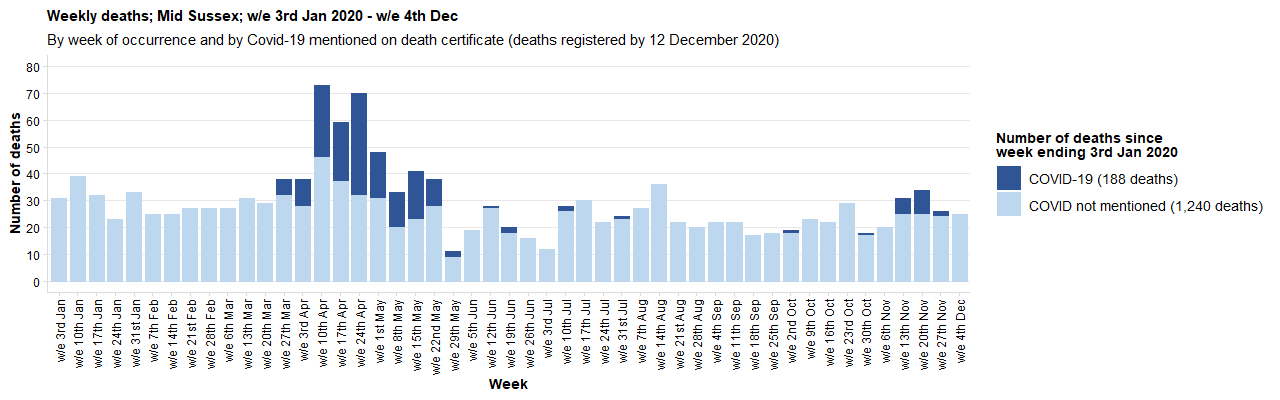 Weekly deaths; Mid Sussex; w/e 3rd Jan 2020 - w/e 4th Dec
By week of occurrence and by Covid-19 mentioned on death certificate (deaths registered by 12 December 2020)
Number of deaths
80
70
60
50
40
30
20
10
0
w/e 3rd Jan
w/e 10th Jan
w/e 17th Jan
w/e 24th Jan
w/e 31st Jan
w/e 7th Feb
w/e 14th Feb
w/e 21st Feb
w/e 28th Feb
w/e 6th Mar
w/e 13th Mar
w/e 20th Mar
w/e 27th Mar
w/e 3rd Apr
w/e 10th Apr
w/e 17th Apr
w/e 24th Apr
w/e 1st May
w/e 8th May
w/e 15th May
w/e 22nd May
w/e 29th May
w/e 5th Jun
w/e 12th Jun
w/e 19th Jun
w/e 26th Jun
w/e 3rd Jul
w/e 10th Jul
w/e 17th Jul
w/e 24th Jul
w/e 31st Jul
w/e 7th Aug
w/e 14th Aug
w/e 21st Aug
w/e 28th Aug
w/e 4th Sep
w/e 11th Sep
w/e 18th Sep
w/e 25th Sep
w/e 2nd Oct
w/e 9th Oct
w/e 16th Oct
w/e 23rd Oct
w/e 30th Oct
w/e 6th Nov
w/e 13th Nov
w/e 20th Nov
w/e 27th Nov
w/e 4th Dec
Week
Number of deaths since
week ending 3rd Jan 2020
COVID-19 (188 deaths)
COVID not mentioned (1,240 deaths)